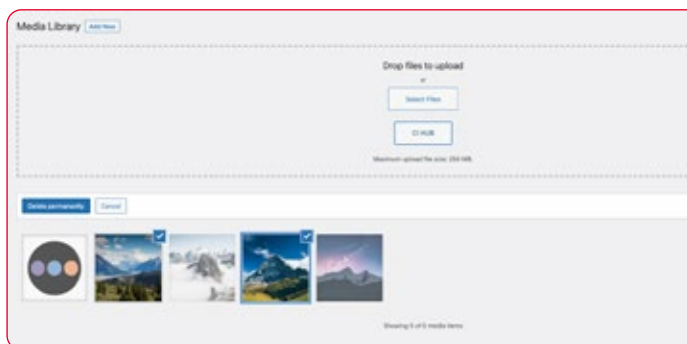 Media Library Add New
Drop files to upload
or
Select Files
CI HUB
Maximum upload file size: 256 MB.
Delete permanently Cancel
Showing 5 of 5 media items